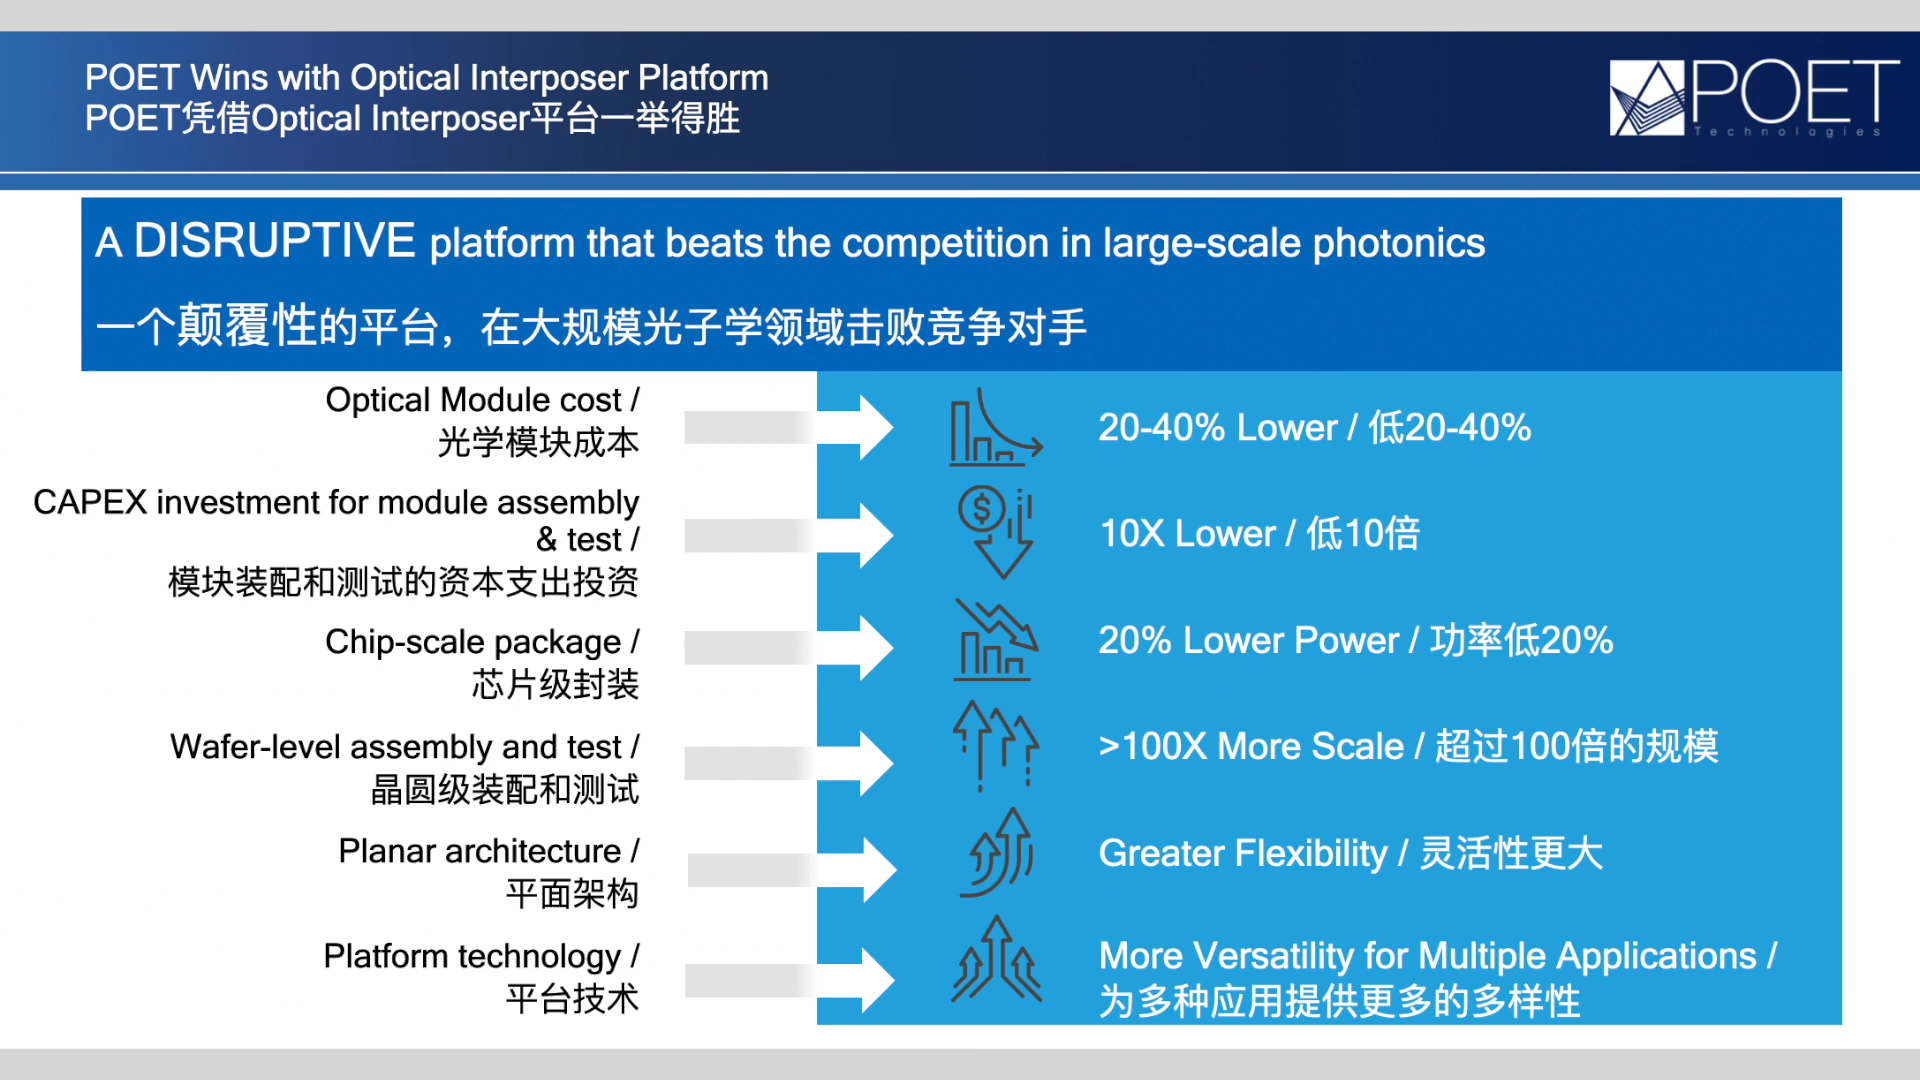 POET Wins with Optical Interposer Platform
POET凭借Optical Interposer平台一举得胜
POET
Technologies
A DISRUPTIVE platform that beats the competition in large-scale photonics
一个颠覆性的平台，在大规模光子学领域击败竞争对手
Optical Module cost /
光学模块成本
20-40% Lower / 低20-40%
CAPEX investment for module assembly
& test /
模块装配和测试的资本支出投资
$
10X Lower / 低10倍
Chip-scale package /
芯片级封装
20% Lower Power / 功率低20%
Wafer-level assembly and test /
晶圆级装配和测试
>100X More Scale / 超过100倍的规模
Planar architecture /
平面架构
Greater Flexibility / 灵活性更大
Platform technology /
平台技术
More Versatility for Multiple Applications /
为多种应用提供更多的多样性